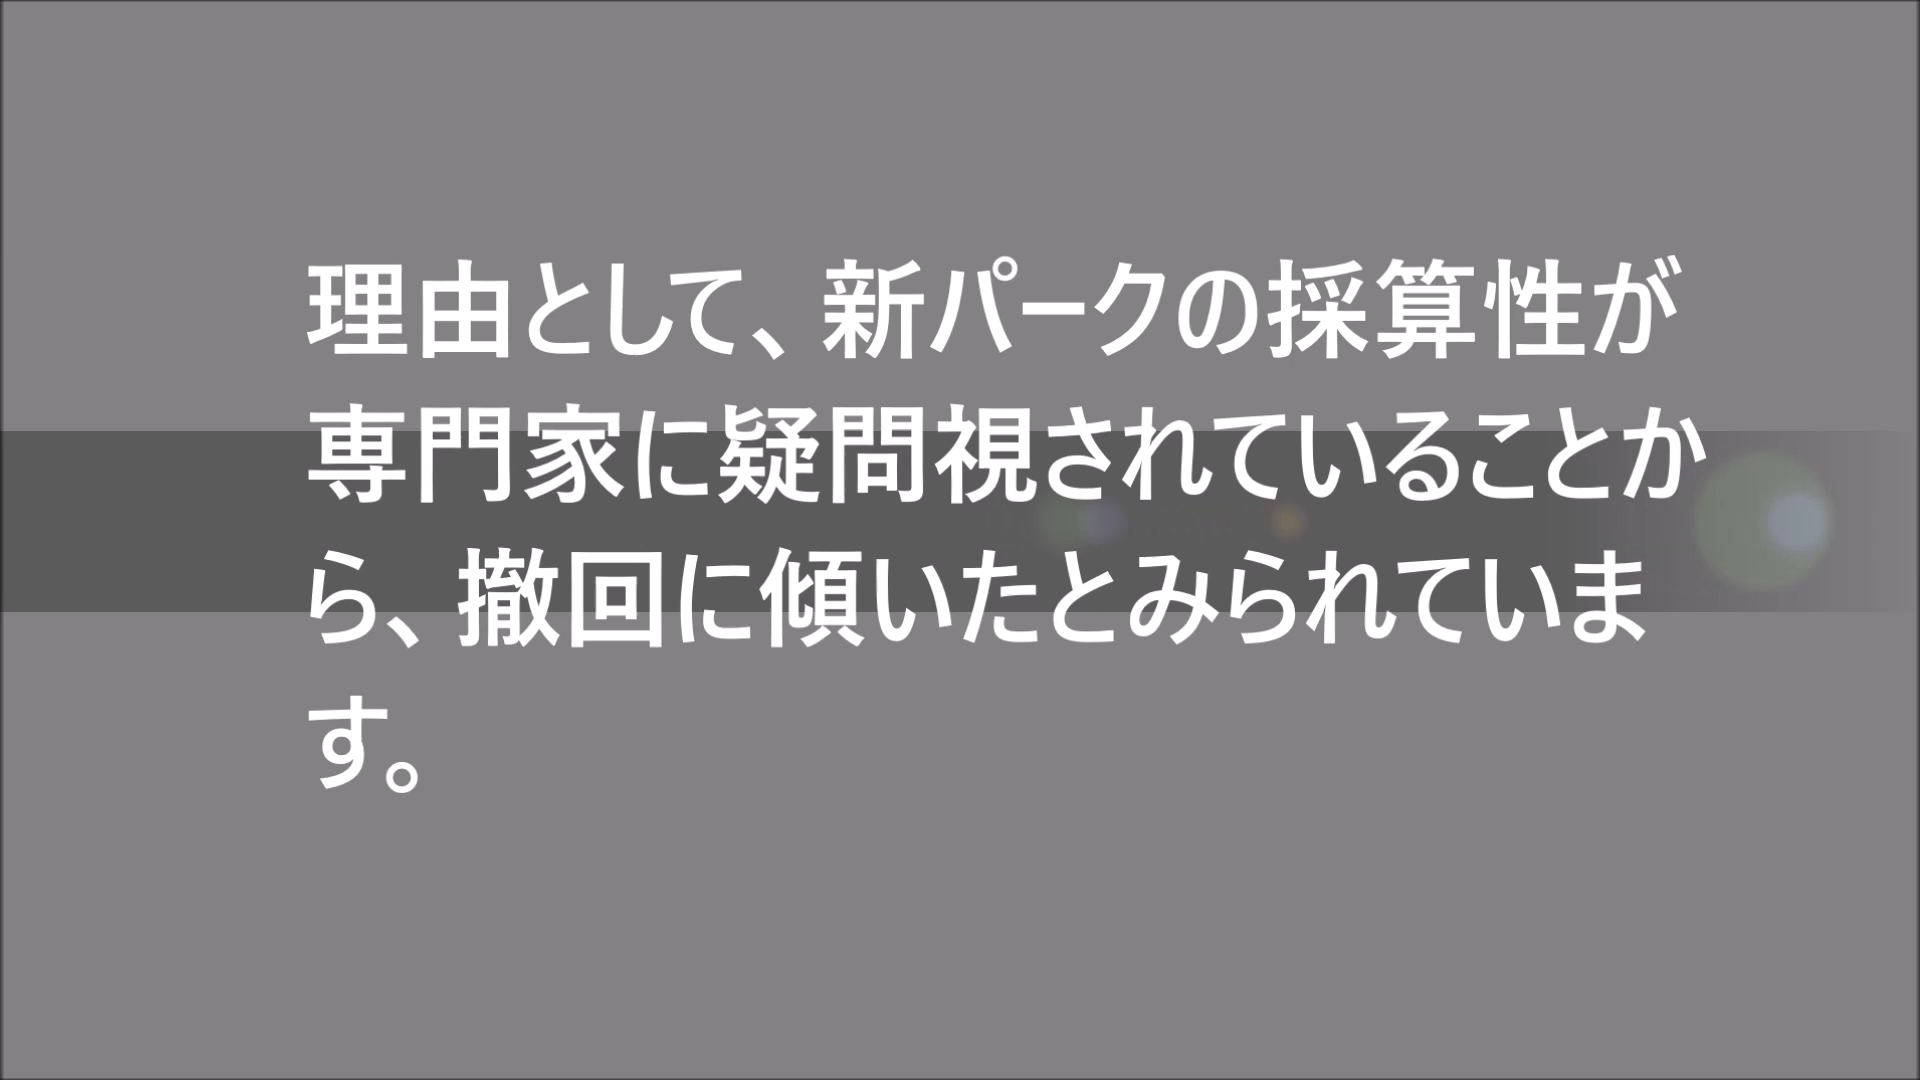 理由として、新パークの採算性が
専門家に疑問視されていることか
ら、撤回に傾いたとみられていま
す。